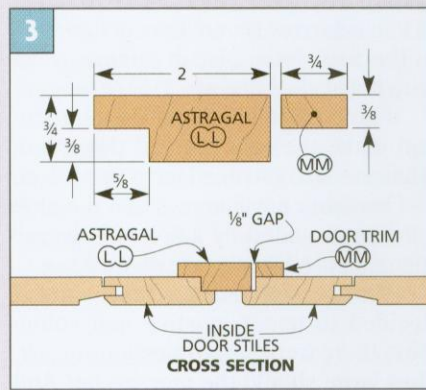 3
2
3/4
3/4
3/8
3/8
5/8
ASTRAGAL
LL
MM
ASTRAGAL
LL
1/8" GAP
DOOR TRIM
MM
INSIDE
DOOR STILES
CROSS SECTION